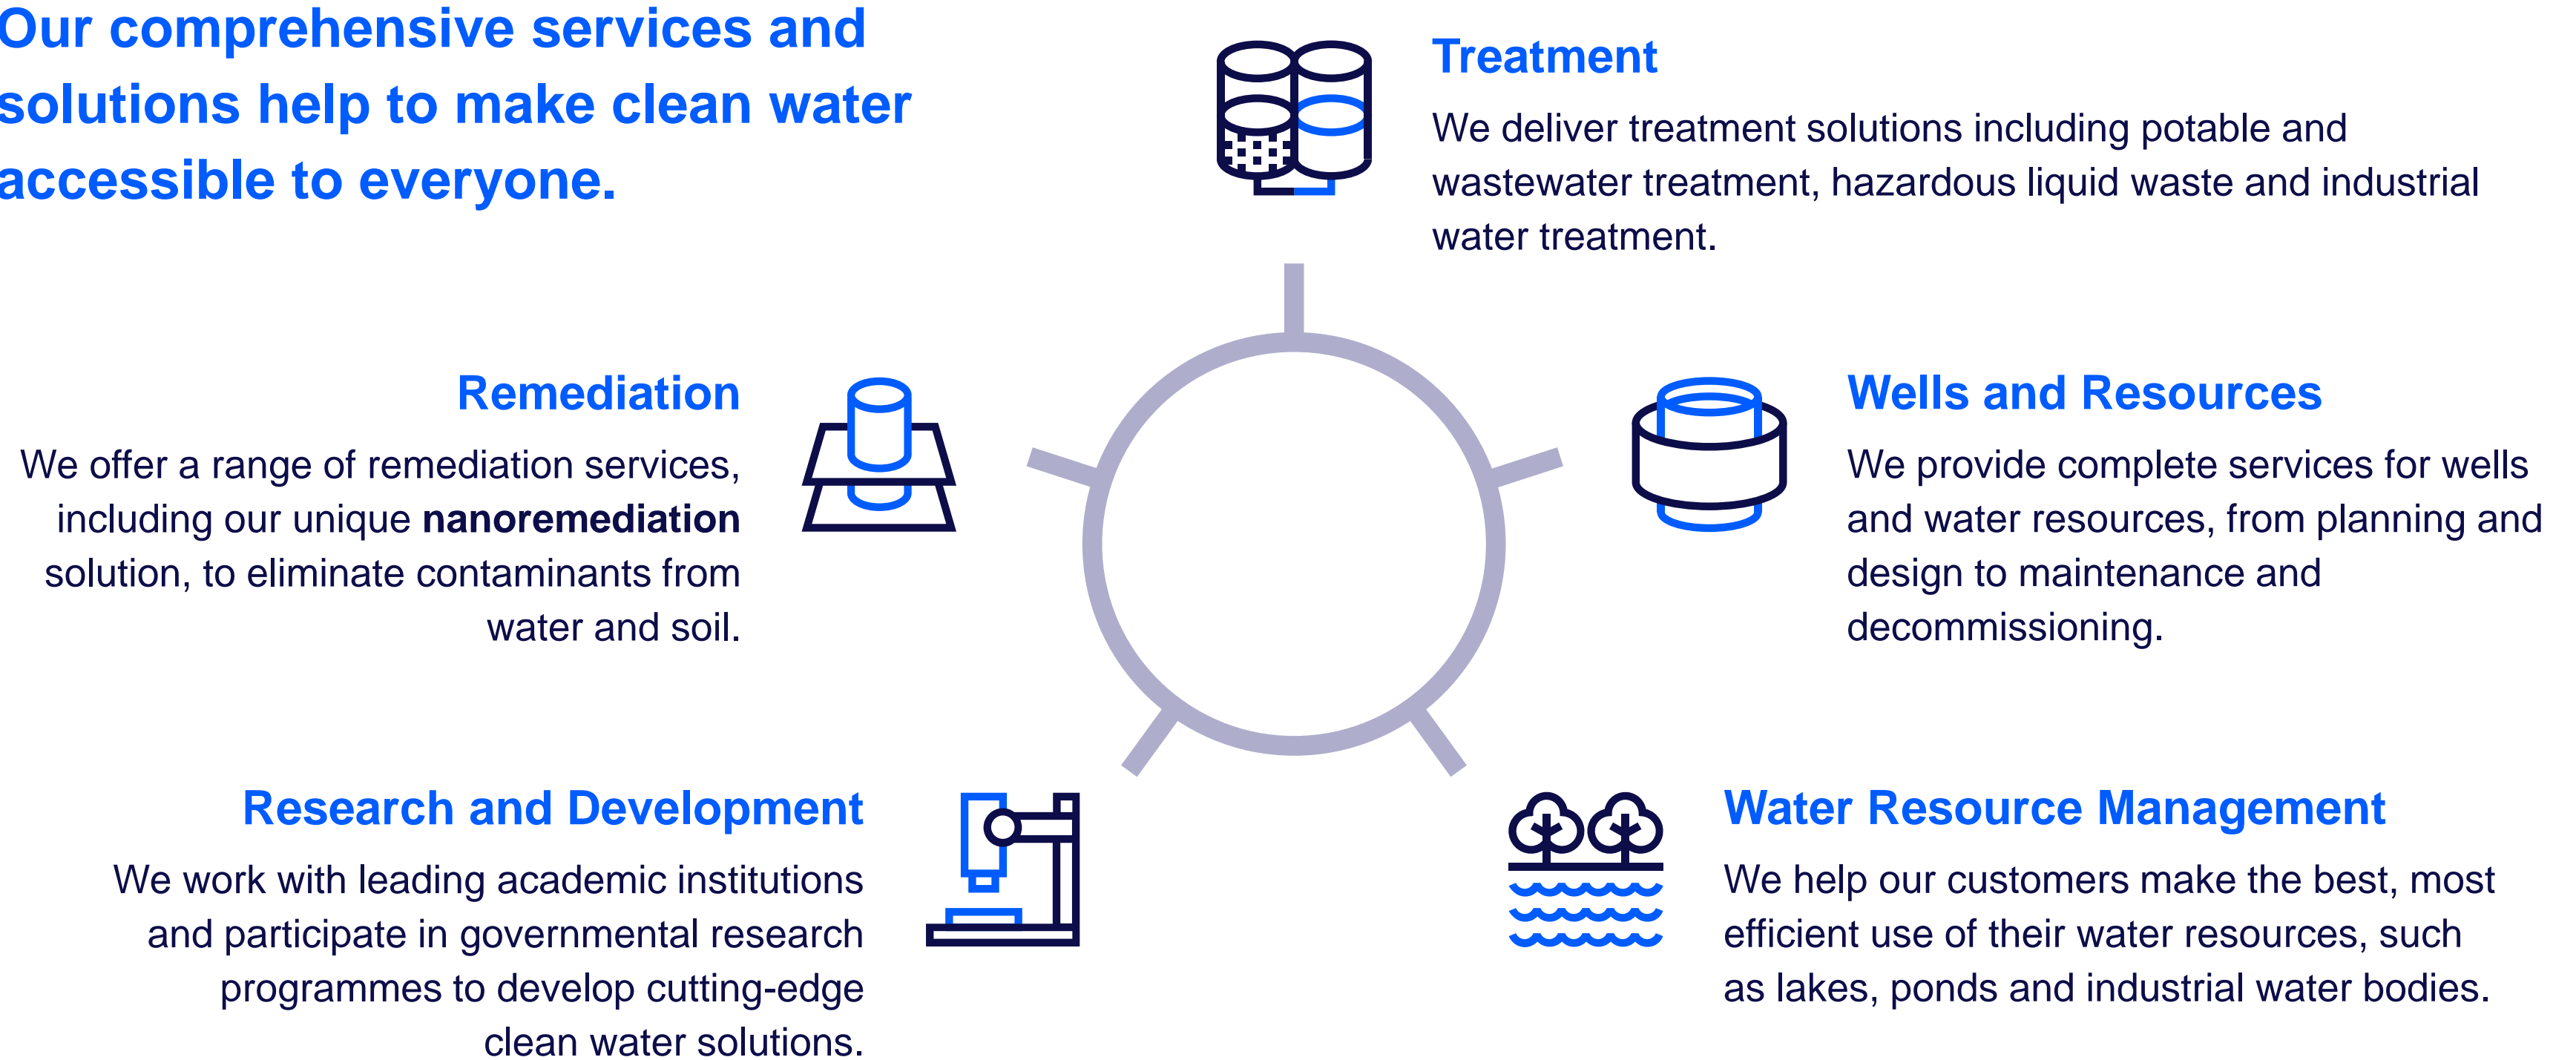 Our comprehensive services and
solutions help to make clean water
accessible to everyone.
Treatment
We deliver treatment solutions including potable and
wastewater treatment, hazardous liquid waste and industrial
water treatment.
Remediation
We offer a range of remediation services,
including our unique nanoremediation
solution, to eliminate contaminants from
water and soil.
Wells and Resources
We provide complete services for wells
and water resources, from planning and
design to maintenance and
decommissioning.
Research and Development
We work with leading academic institutions
and participate in governmental research
programmes to develop cutting-edge
clean water solutions.
Water Resource Management
We help our customers make the best, most
efficient use of their water resources, such
as lakes, ponds and industrial water bodies.